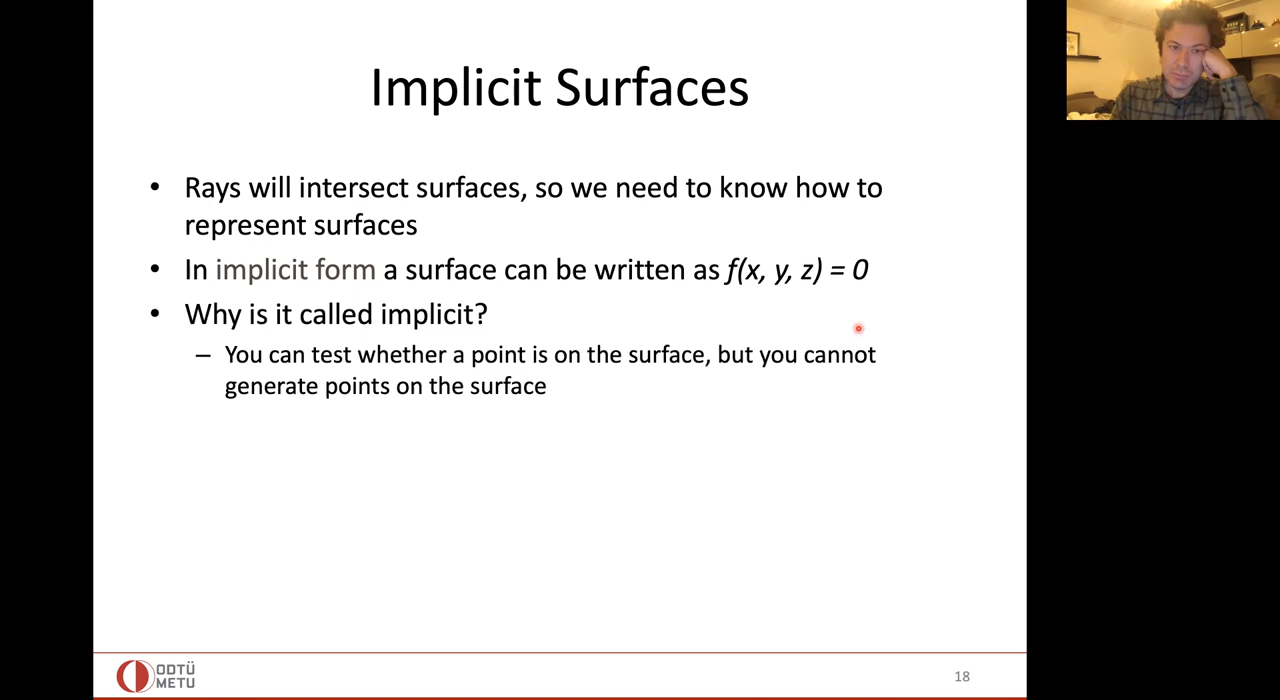 Implicit Surfaces
• Rays will intersect surfaces, so we need to know how to
represent surfaces
• In implicit form a surface can be written as f(x, y, z) = 0
• Why is it called implicit?
– You can test whether a point is on the surface, but you cannot
generate points on the surface
ODTÜ
METU
18